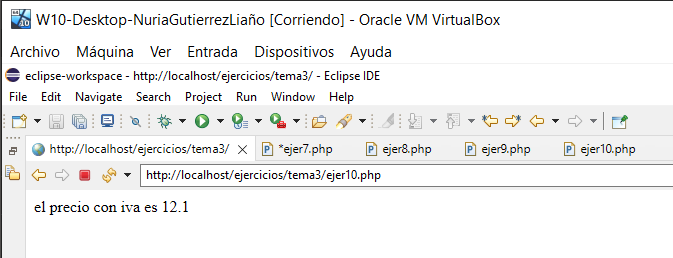 W10-Desktop-NuriaGutierrezLiaño [Corriendo] - Oracle VM VirtualBox
Archivo Máquina Ver Entrada Dispositivos Ayuda
eclipse-workspace - http://localhost/ejercicios/tema3/ - Eclipse IDE
File Edit Navigate Search Project Run Window Help
http://localhost/ejercicios/tema3/ *ejer7.php ejer8.php ejer9.php ejer10.php
http://localhost/ejercicios/tema3/ejer10.php
el precio con iva es 12.1